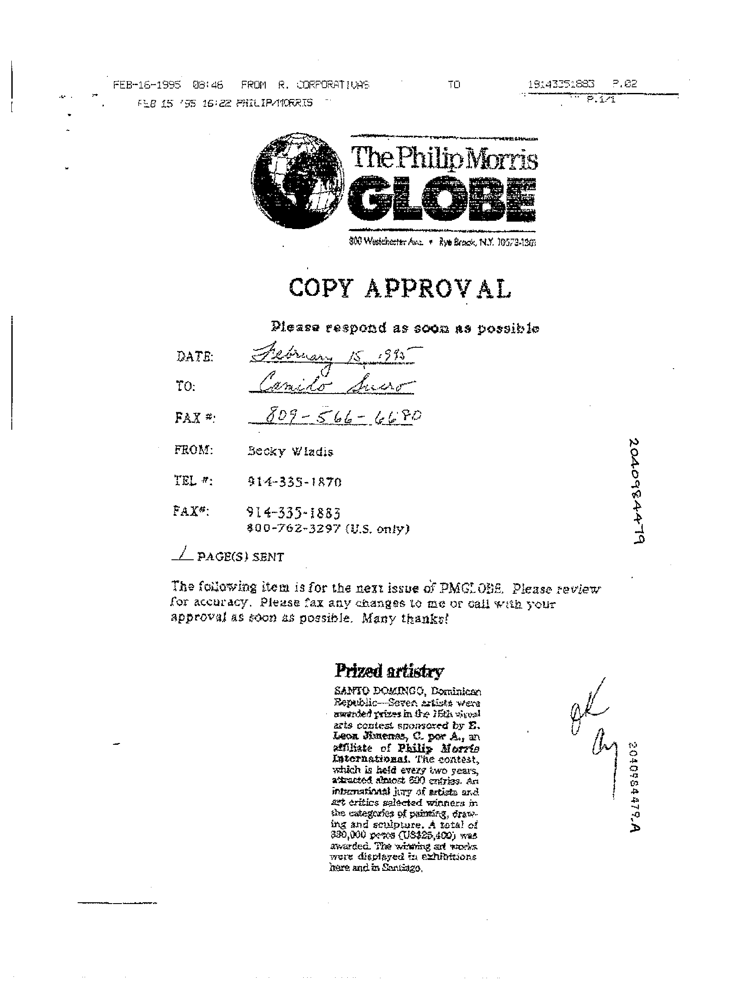 FEB-16-1995 08:46 FROM R. CORPORATIVAS TO 19143351883 P.02
FEB 15 '95 16:22 PHILIP MORRIS P.1/1
The Philip Morris
GLOBE
800 Westchester Ave. • Rye Brook, N.Y. 10573-1301
COPY APPROVAL
Please respond as soon as possible
DATE: February 15, 1995
TO: Camilo Suero
FAX #: 809-566-6680
FROM: Becky Wladis
TEL #: 914-335-1870
FAX#: 914-335-1883
800-762-3297 (U.S. only)
1 PAGE(S) SENT
The following item is for the next issue of PMGLOBE. Please review
for accuracy. Please fax any changes to me or call with your
approval as soon as possible. Many thanks!
Prized artistry
SANTO DOMINGO, Dominican
Republic—Seven artists were
awarded prizes in the 15th visual
arts contest sponsored by E.
Leon Jimenes, C. por A., an
affiliate of Philip Morris
International. The contest,
which is held every two years,
attracted almost 600 entries. An
international jury of artists and
art critics selected winners in
the categories of painting, draw-
ing and sculpture. A total of
330,000 pesos (US$25,400) was
awarded. The winning art works
were displayed in exhibitions
here and in Santiago.
OK
2040984479
2040984479.A